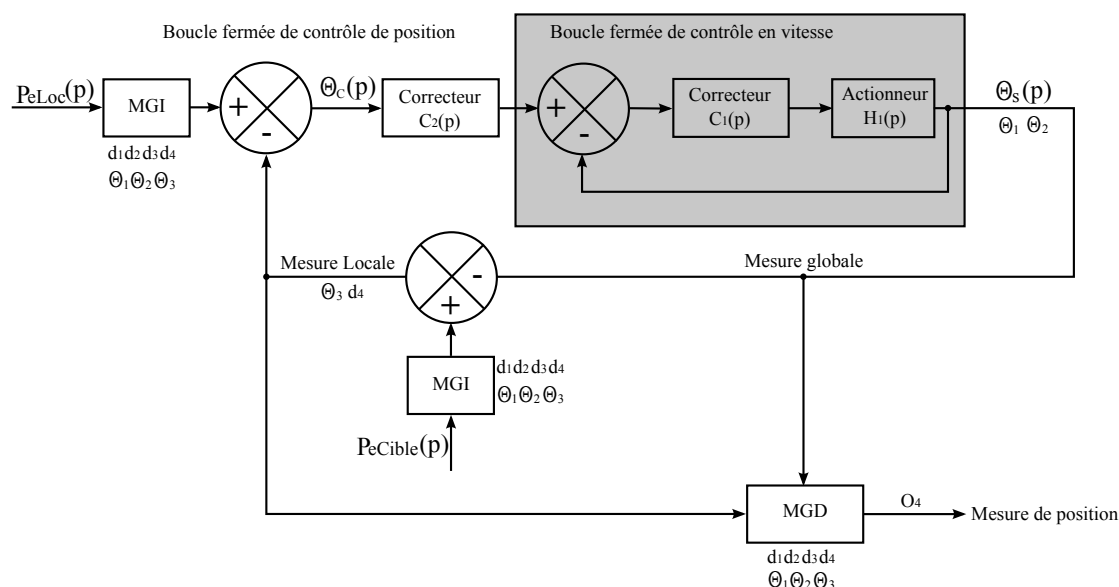 Boucle fermée de contrôle de position
Boucle fermée de contrôle en vitesse
PeLoc(p)
MGI
d1d2d3d4
Θ1Θ2Θ3
+
-
Θc(p)
Correcteur
C2(p)
+
-
Correcteur
C1(p)
Actionneur
H1(p)
Θs(p)
Θ1 Θ2
Mesure Locale
Θ3 d4
-
+
Mesure globale
MGI
d1d2d3d4
Θ1Θ2Θ3
PeCible(p)
MGD
d1d2d3d4
Θ1Θ2Θ3
O4
Mesure de position